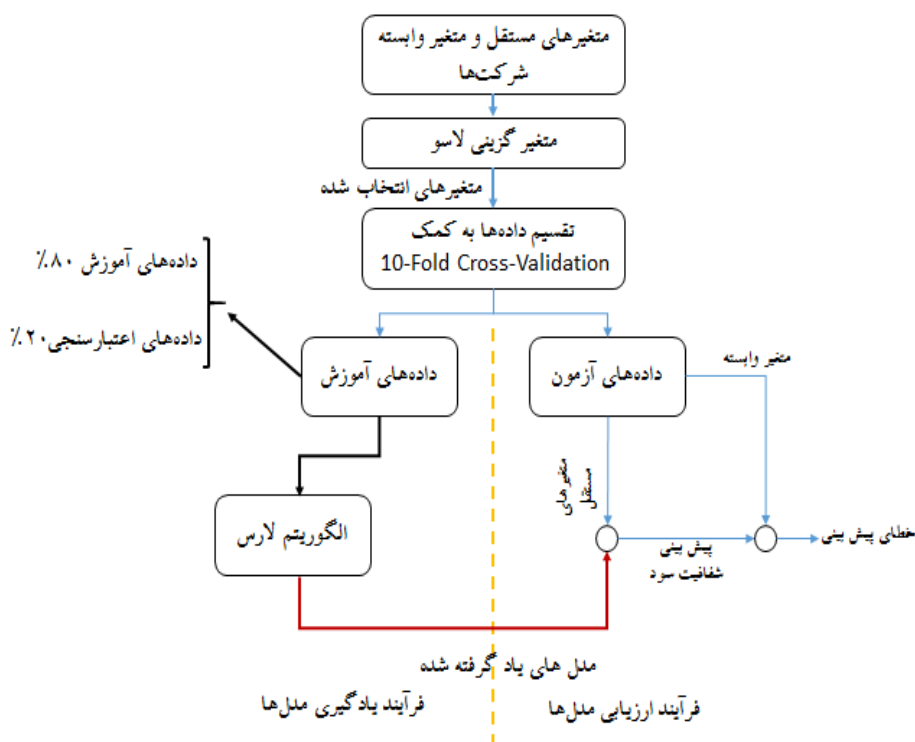 متغیرهای مستقل و متغیر وابسته
شرکت‌ها
متغیر گزینی لاسو
متغیرهای انتخاب شده
تقسیم داده‌ها به کمک
10-Fold Cross-Validation
داده‌های آموزش ۸۰٪
داده‌های اعتبارسنجی۲۰٪
داده‌های آموزش
داده‌های آزمون
متغیر وابسته
متغیرهای
مستقل
الگوریتم لارس
پیش بینی
شفافیت سود
خطای پیش بینی
مدل های یاد گرفته شده
فرآیند ارزیابی مدل‌ها
فرآیند یادگیری مدل‌ها